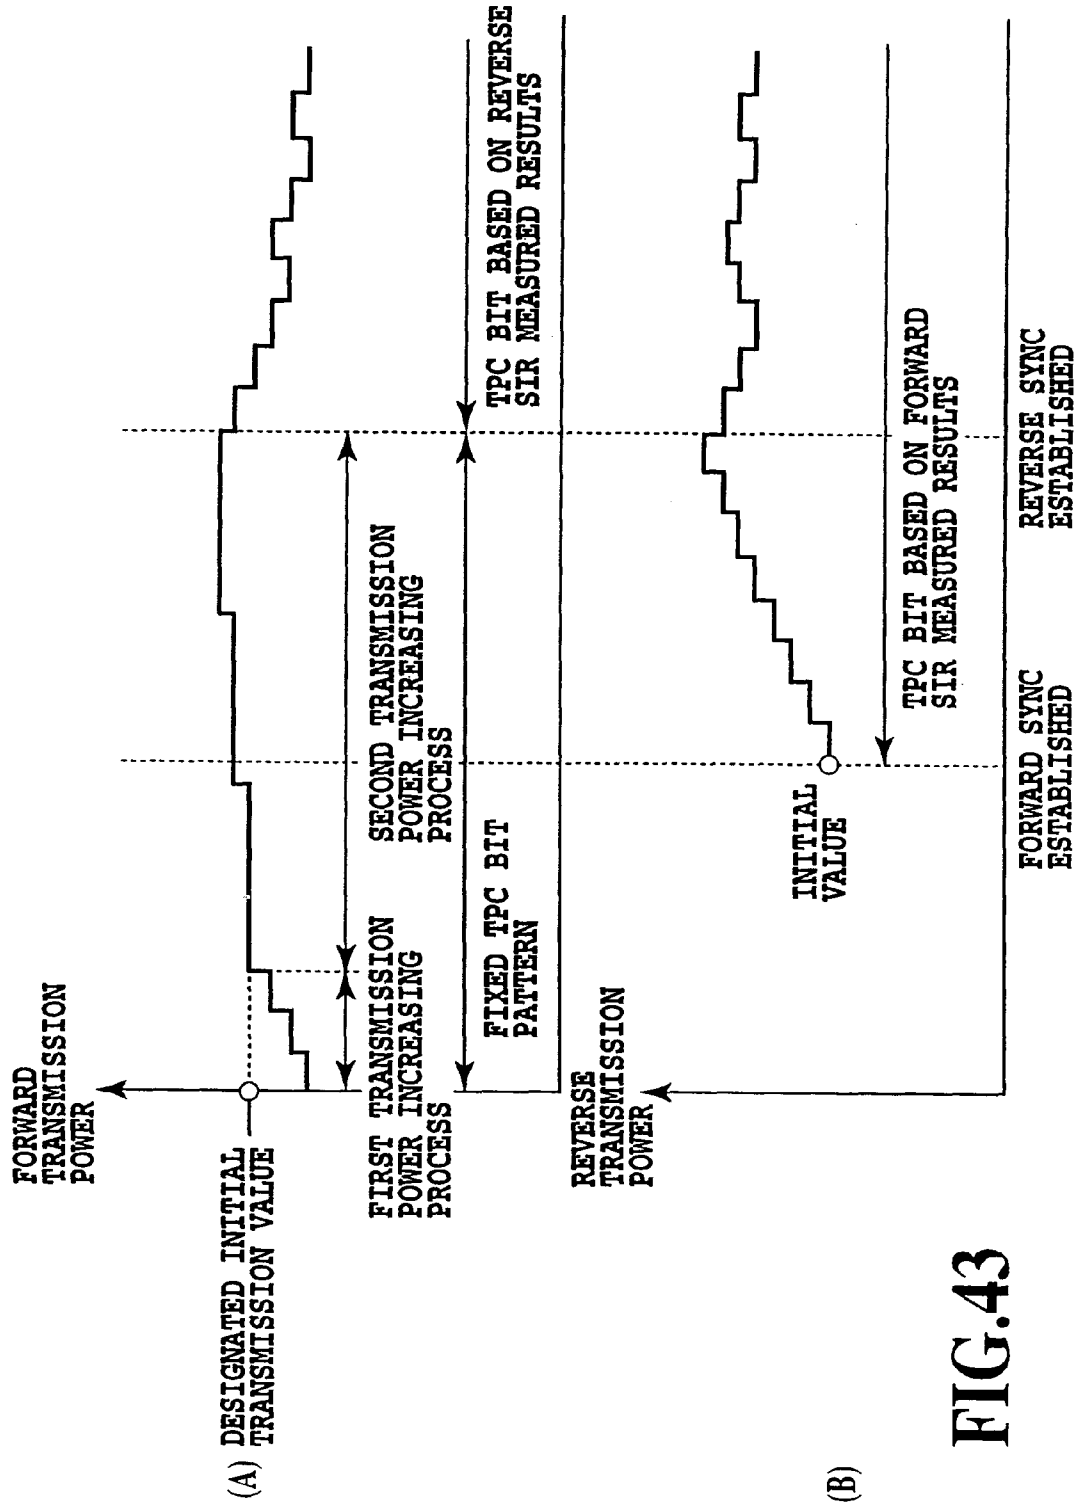 (A)
FORWARD
TRANSMISSION
POWER
DESIGNATED INITIAL
TRANSMISSION VALUE
FIRST TRANSMISSION
POWER INCREASING
PROCESS
SECOND TRANSMISSION
POWER INCREASING
PROCESS
FIXED TPC BIT
PATTERN
TPC BIT BASED ON REVERSE
SIR MEASURED RESULTS
(B)
REVERSE
TRANSMISSION
POWER
INITIAL
VALUE
TPC BIT BASED ON FORWARD
SIR MEASURED RESULTS
FORWARD SYNC
ESTABLISHED
REVERSE SYNC
ESTABLISHED
FIG.43